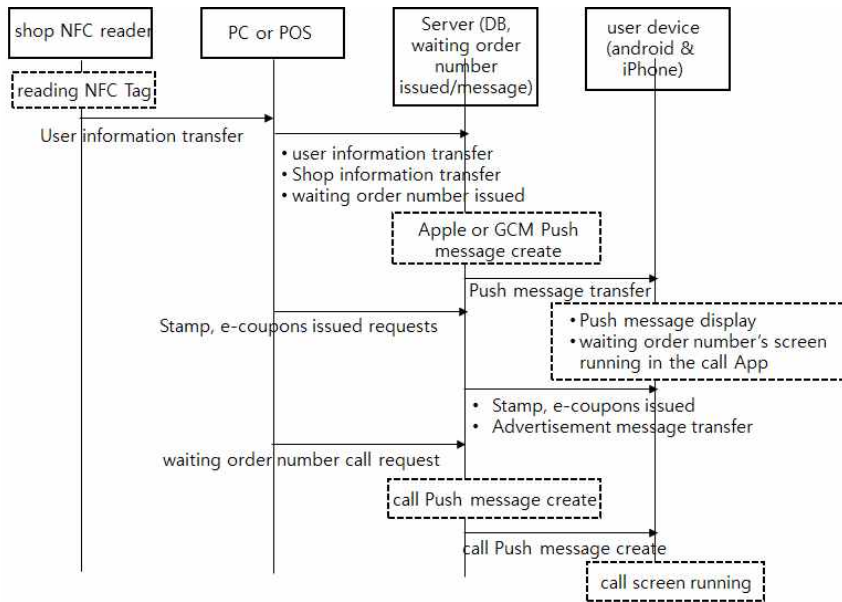 shop NFC reader
PC or POS
Server (DB,
waiting order
number
issued/message)
user device
(android &
iPhone)
reading NFC Tag
User information transfer
• user information transfer
• Shop information transfer
• waiting order number issued
Apple or GCM Push
message create
Push message transfer
Stamp, e-coupons issued requests
• Push message display
• waiting order number's screen
running in the call App
• Stamp, e-coupons issued
• Advertisement message transfer
waiting order number call request
call Push message create
call Push message create
call screen running